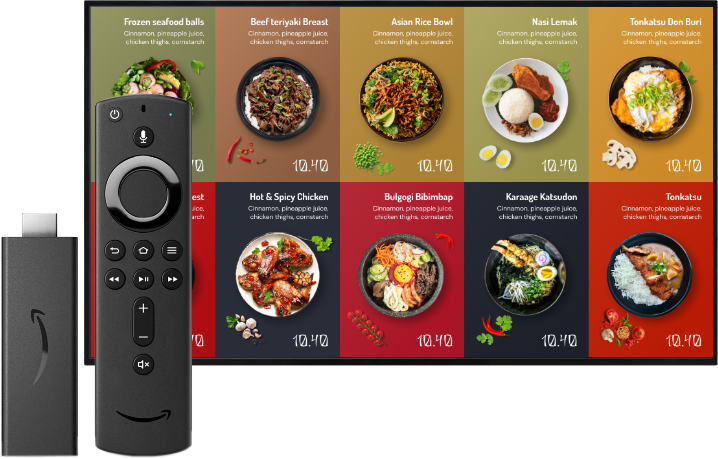 Frozen seafood balls
Cinnamon, pineapple juice,
chicken thighs, cornstarch
10.40
Beef teriyaki Breast
Cinnamon, pineapple juice,
chicken thighs, cornstarch
10.40
Asian Rice Bowl
Cinnamon, pineapple juice,
chicken thighs, cornstarch
10.40
Nasi Lemak
Cinnamon, pineapple juice,
chicken thighs, cornstarch
10.40
Tonkatsu Don Buri
Cinnamon, pineapple juice,
chicken thighs, cornstarch
10.40
Hot & Spicy Chicken
Cinnamon, pineapple juice,
chicken thighs, cornstarch
10.40
Bulgogi Bibimbap
Cinnamon, pineapple juice,
chicken thighs, cornstarch
10.40
Karaage Katsudon
Cinnamon, pineapple juice,
chicken thighs, cornstarch
10.40
Tonkatsu
Cinnamon, pineapple juice,
chicken thighs, cornstarch
10.40